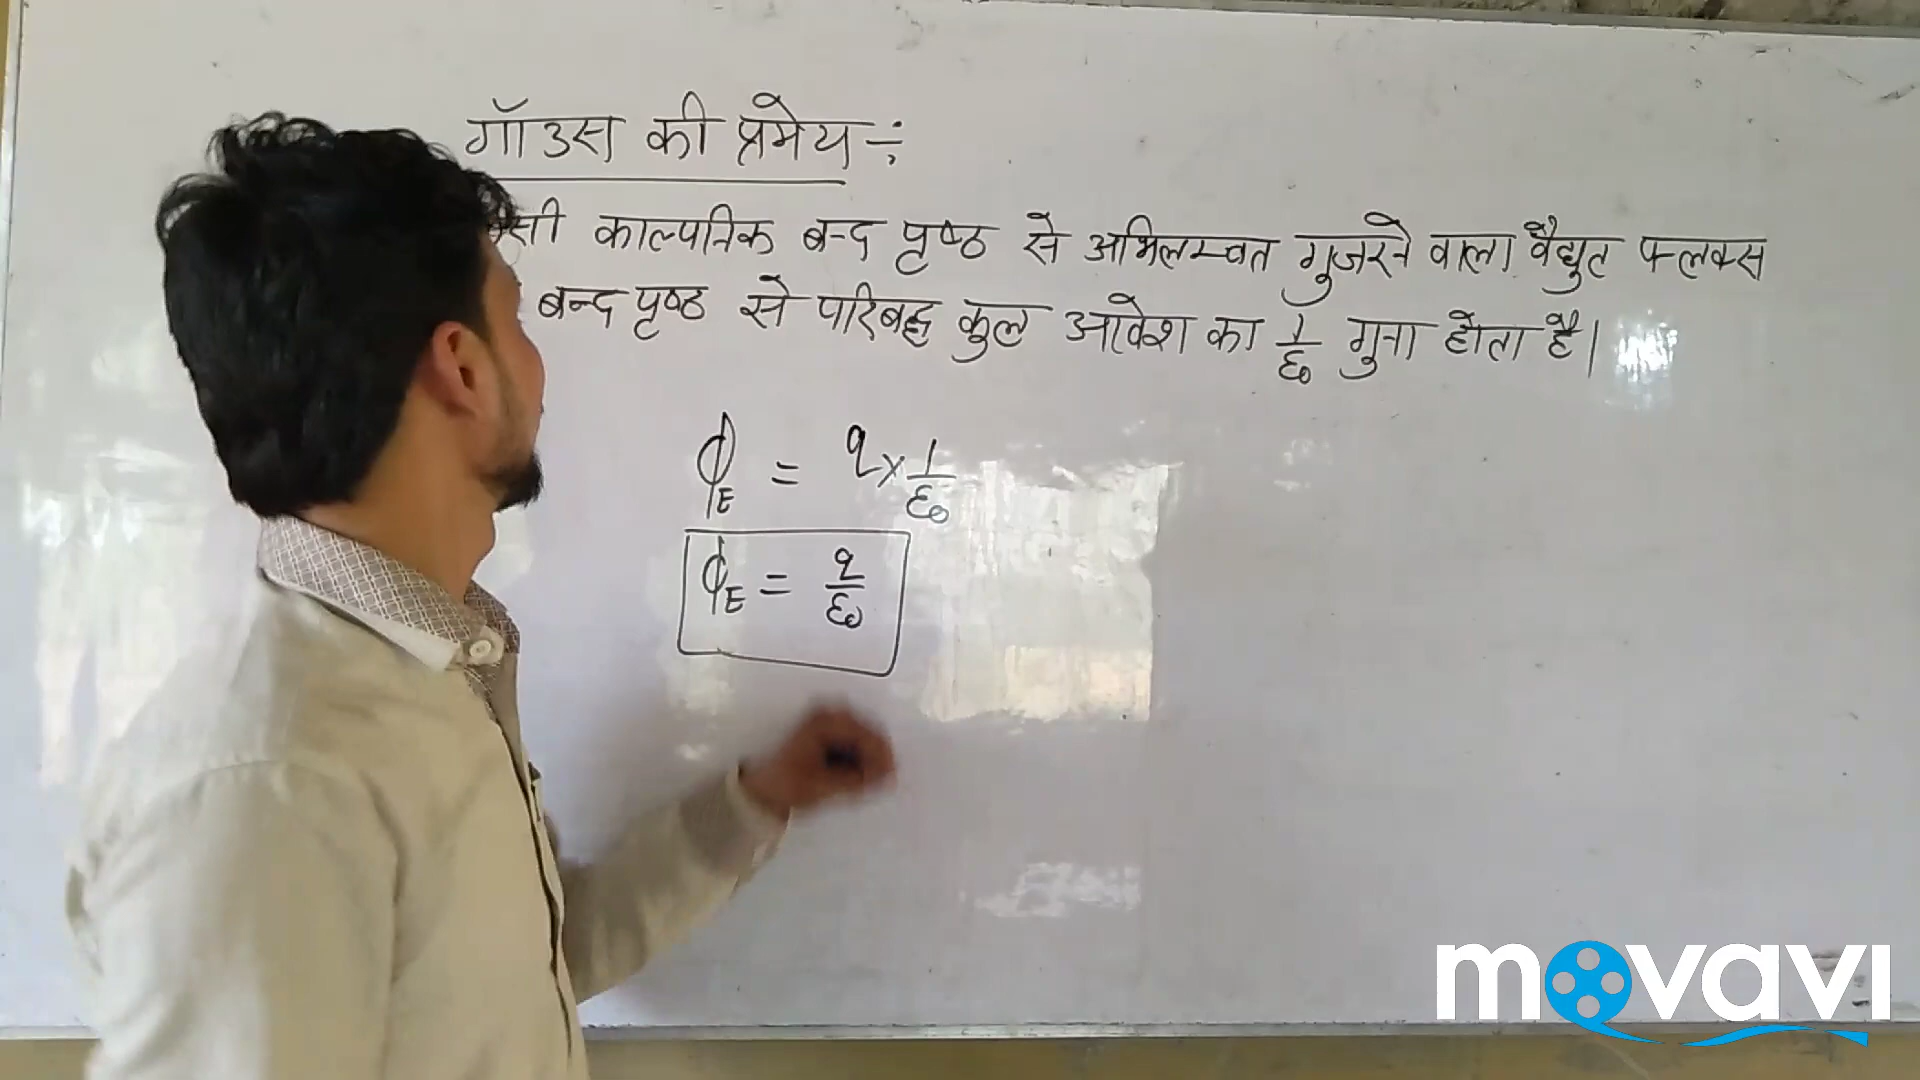 गॉउस की प्रमेय ÷
काल्पनिक बन्द पृष्ठ से अभिलम्वत गुजरने वाला वैद्युत फ्लक्स
बन्द पृष्ठ से परिबद्ध कुल आवेश का 1/ε₀ गुना होता है।
ϕ_E = q × 1/ε₀
ϕ_E = q/ε₀
movavi